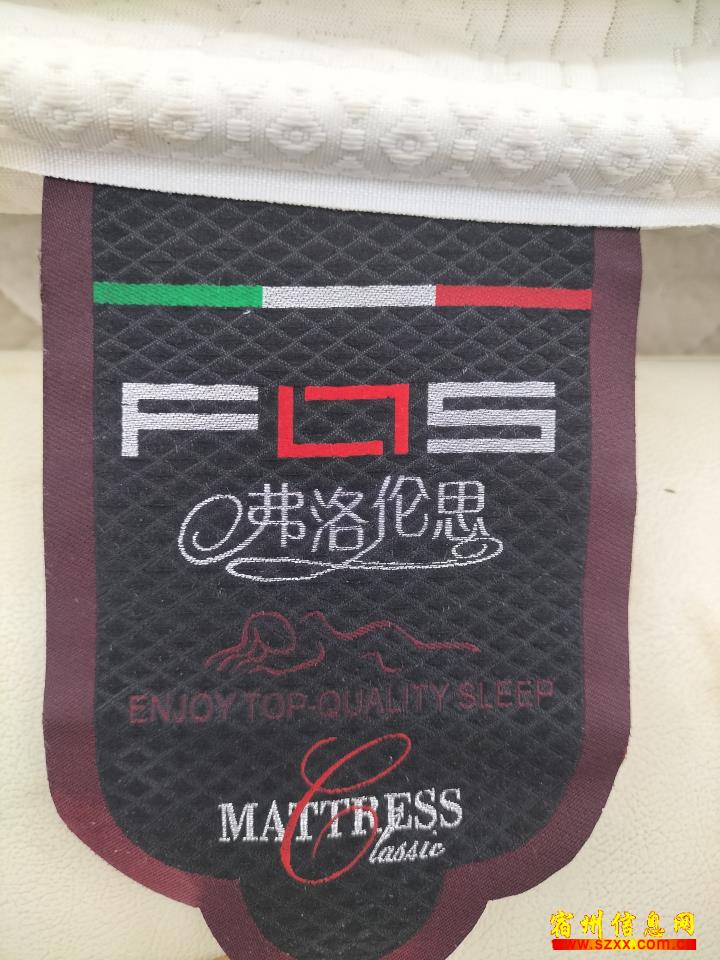 FOS
弗洛伦思
ENJOY TOP-QUALITY SLEEP
MATTRESS
Classic
宿州信息网
www.szxx.com.cn